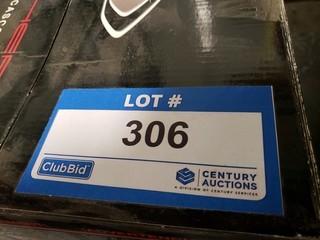 LOT #
306
ClubBid
CENTURY
AUCTIONS
A DIVISION OF CENTURY SERVICES